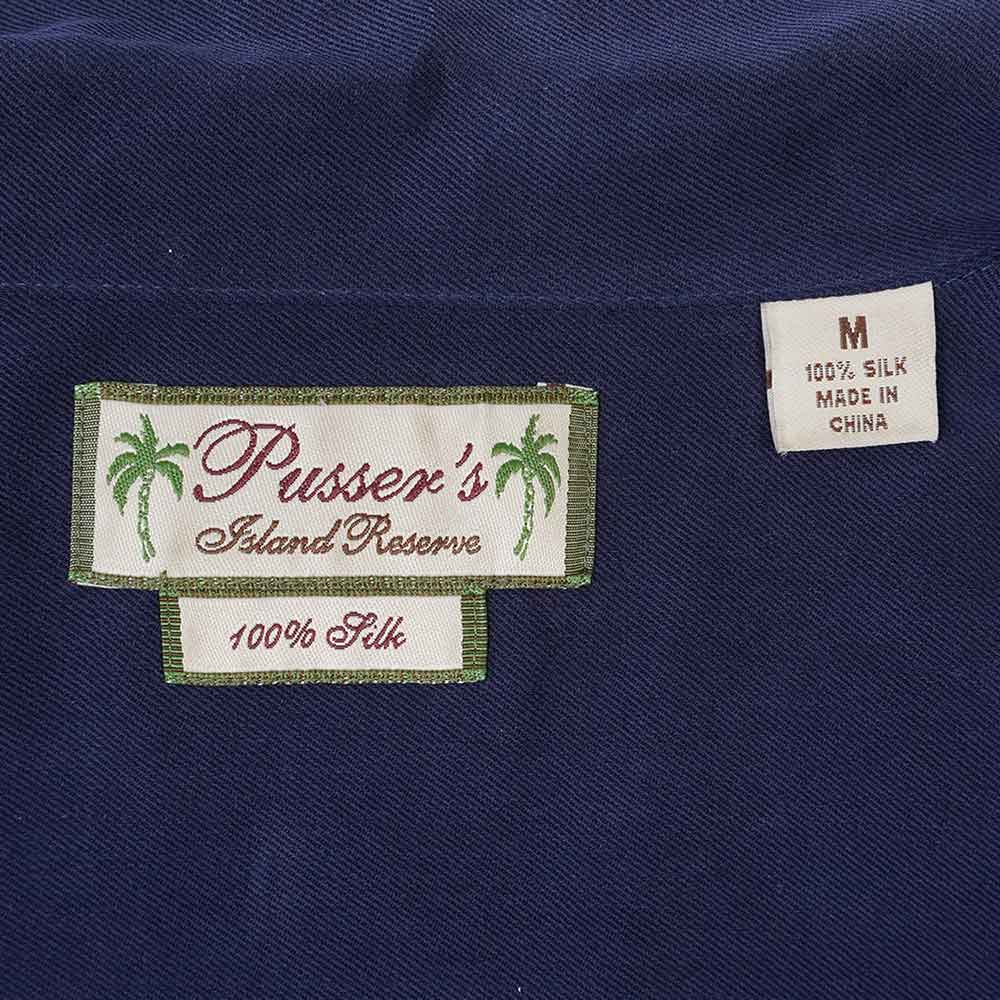 Pusser's
Island Reserve
100% Silk
M
100% SILK
MADE IN
CHINA